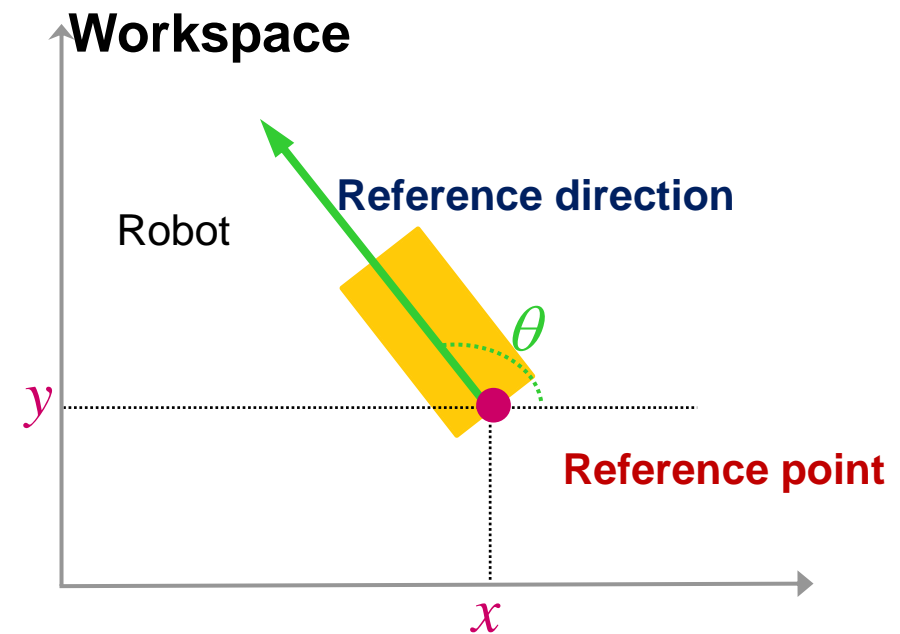 Workspace
Reference direction
Robot
θ
y
Reference point
x